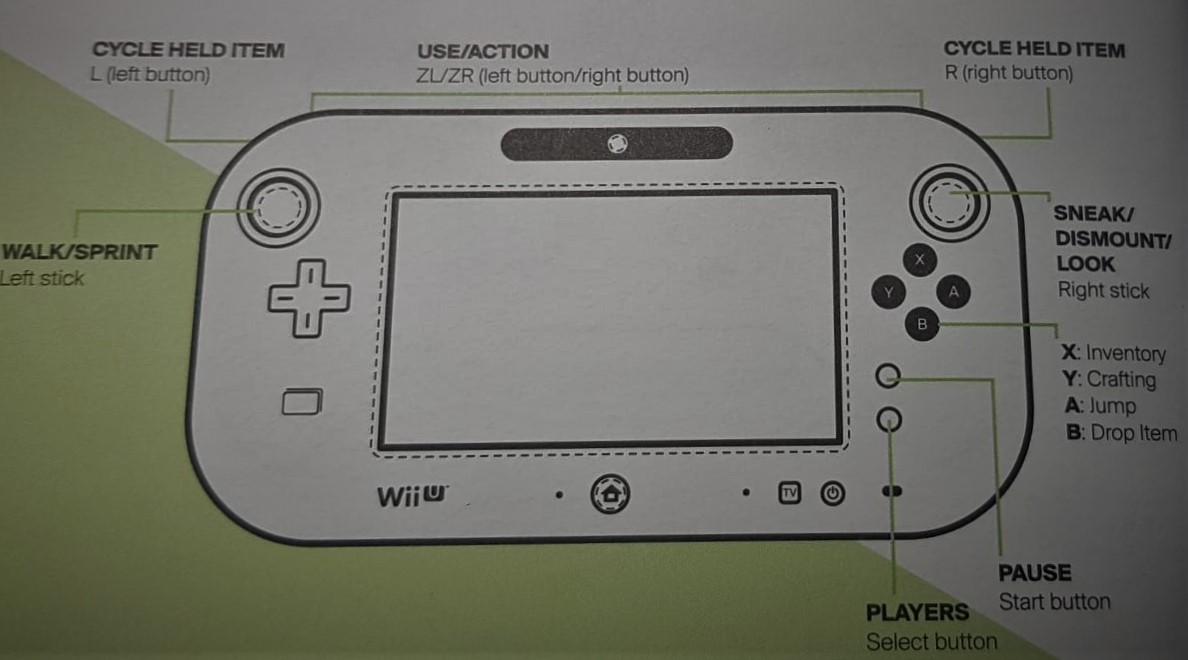 CYCLE HELD ITEM
L (left button)
USE/ACTION
ZL/ZR (left button/right button)
CYCLE HELD ITEM
R (right button)
WALK/SPRINT
Left stick
SNEAK/
DISMOUNT/
LOOK
Right stick
X
Y
A
B
X: Inventory
Y: Crafting
A: Jump
B: Drop Item
Wii U
TV
PAUSE
Start button
PLAYERS
Select button